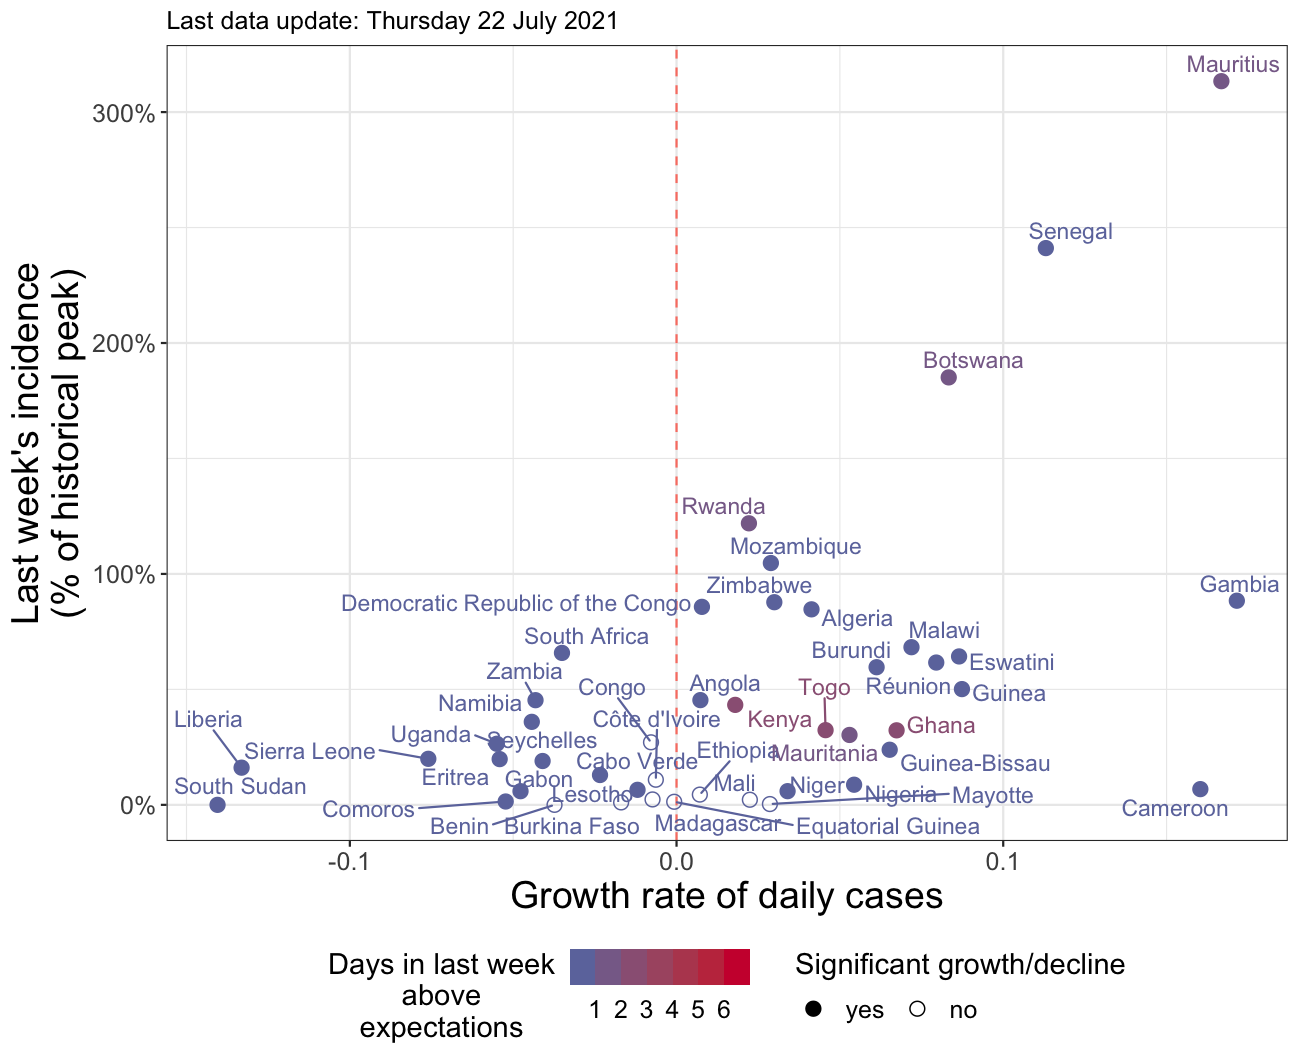 Last data update: Thursday 22 July 2021
Last week's incidence
(% of historical peak)
300%
200%
100%
0%
Mauritius
Senegal
Botswana
Rwanda
Mozambique
Zimbabwe
Gambia
Democratic Republic of the Congo
Algeria
South Africa
Malawi
Burundi
Eswatini
Zambia
Congo
Angola
Togo
Réunion
Guinea
Namibia
Liberia
Côte d'Ivoire
Kenya
Ghana
Uganda
Seychelles
Sierra Leone
Ethiopia
Mauritania
Cabo Verde
Guinea-Bissau
Eritrea
Gabon
South Sudan
Mali
Niger
Lesotho
Nigeria
Mayotte
Comoros
Cameroon
Benin
Burkina Faso
Madagascar
Equatorial Guinea
-0.1
0.0
0.1
Growth rate of daily cases
Days in last week
above
expectations
1 2 3 4 5 6
Significant growth/decline
yes
no